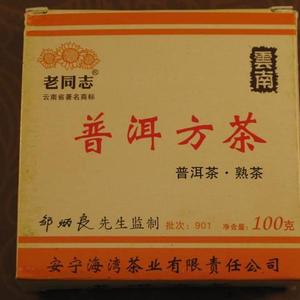 雲南
老同志®
云南省著名商标
普洱方茶
普洱茶·熟茶
邹炳良先生监制
批次：901
净含量：100克
安宁海湾茶业有限责任公司